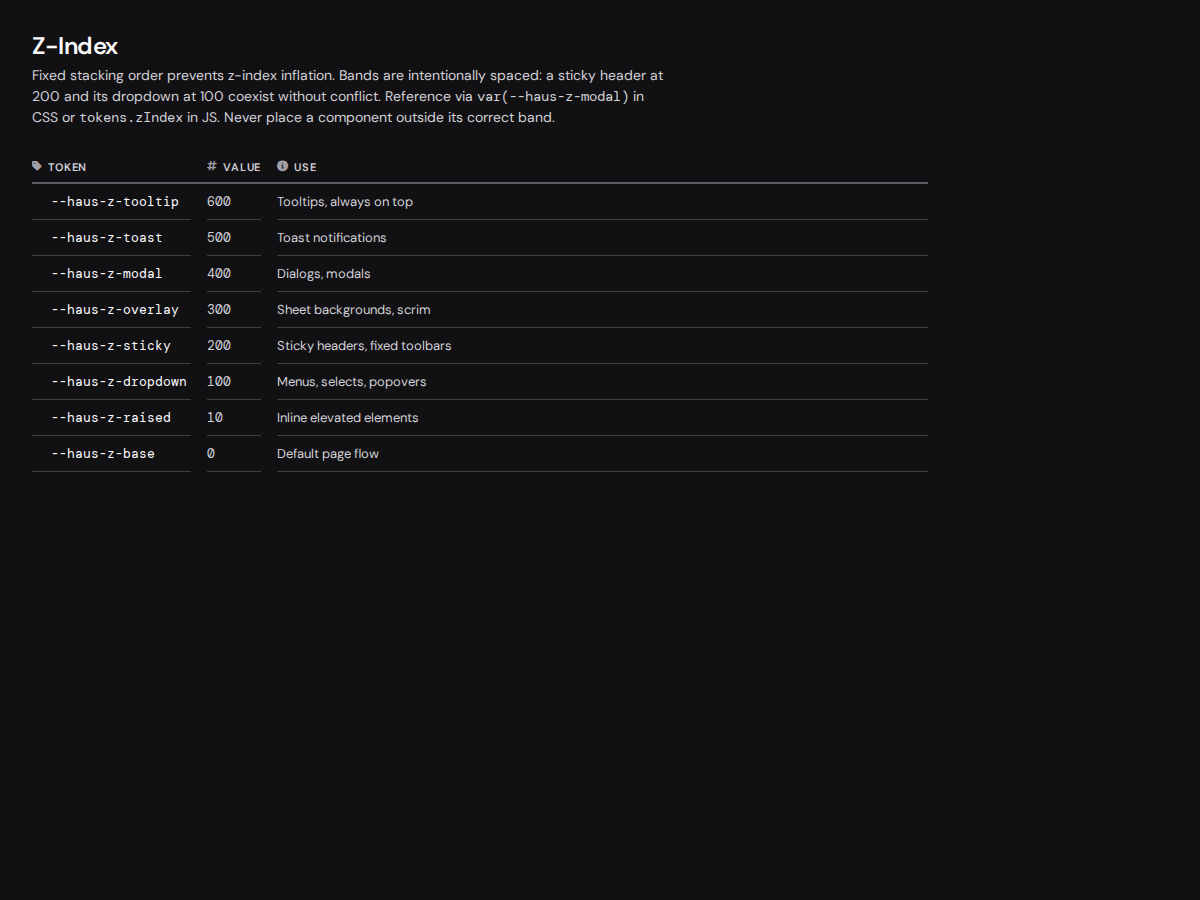 Z-Index
Fixed stacking order prevents z-index inflation. Bands are intentionally spaced: a sticky header at
200 and its dropdown at 100 coexist without conflict. Reference via var(--haus-z-modal) in
CSS or tokens.zIndex in JS. Never place a component outside its correct band.
TOKEN # VALUE USE
--haus-z-tooltip 600 Tooltips, always on top
--haus-z-toast 500 Toast notifications
--haus-z-modal 400 Dialogs, modals
--haus-z-overlay 300 Sheet backgrounds, scrim
--haus-z-sticky 200 Sticky headers, fixed toolbars
--haus-z-dropdown 100 Menus, selects, popovers
--haus-z-raised 10 Inline elevated elements
--haus-z-base 0 Default page flow